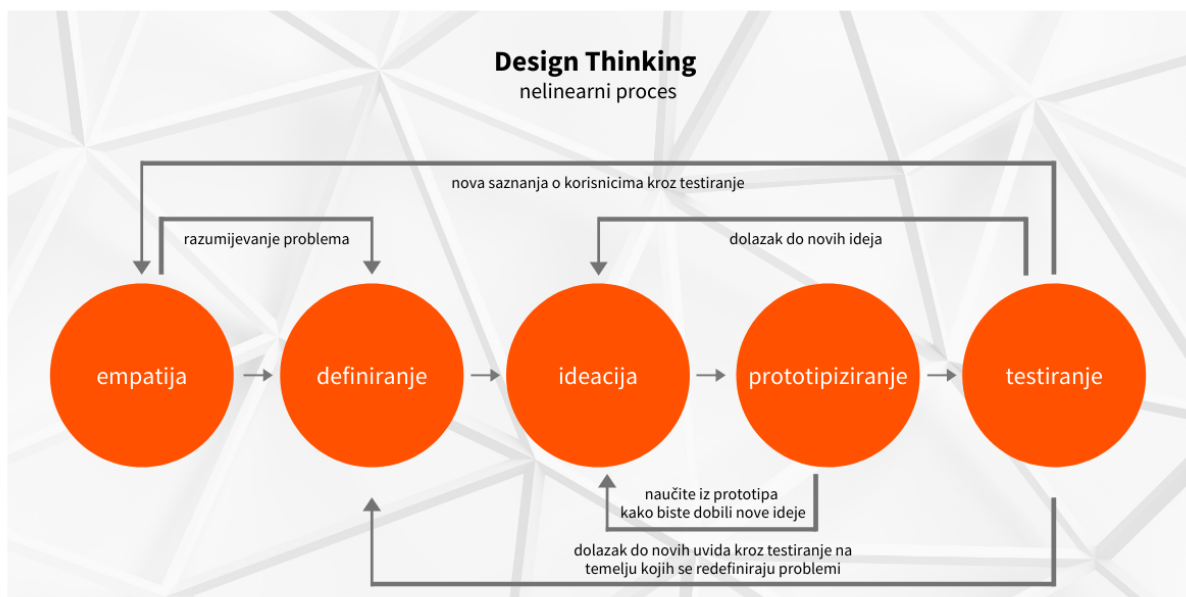 Design Thinking
nelinearni proces
nova saznanja o korisnicima kroz testiranje
razumijevanje problema
dolazak do novih ideja
empatija
definiranje
ideacija
prototipiziranje
testiranje
naučite iz prototipa
kako biste dobili nove ideje
dolazak do novih uvida kroz testiranje na
temelju kojih se redefiniraju problemi